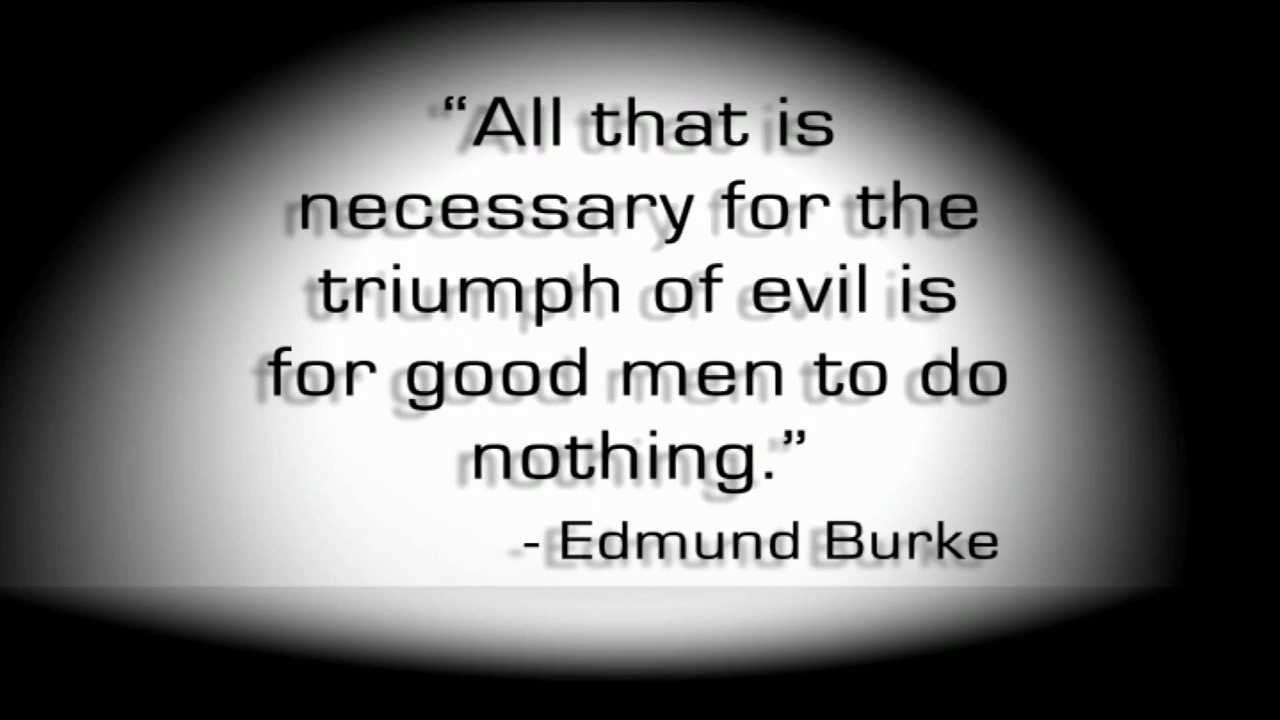 “All that is
necessary for the
triumph of evil is
for good men to do
nothing.”
- Edmund Burke